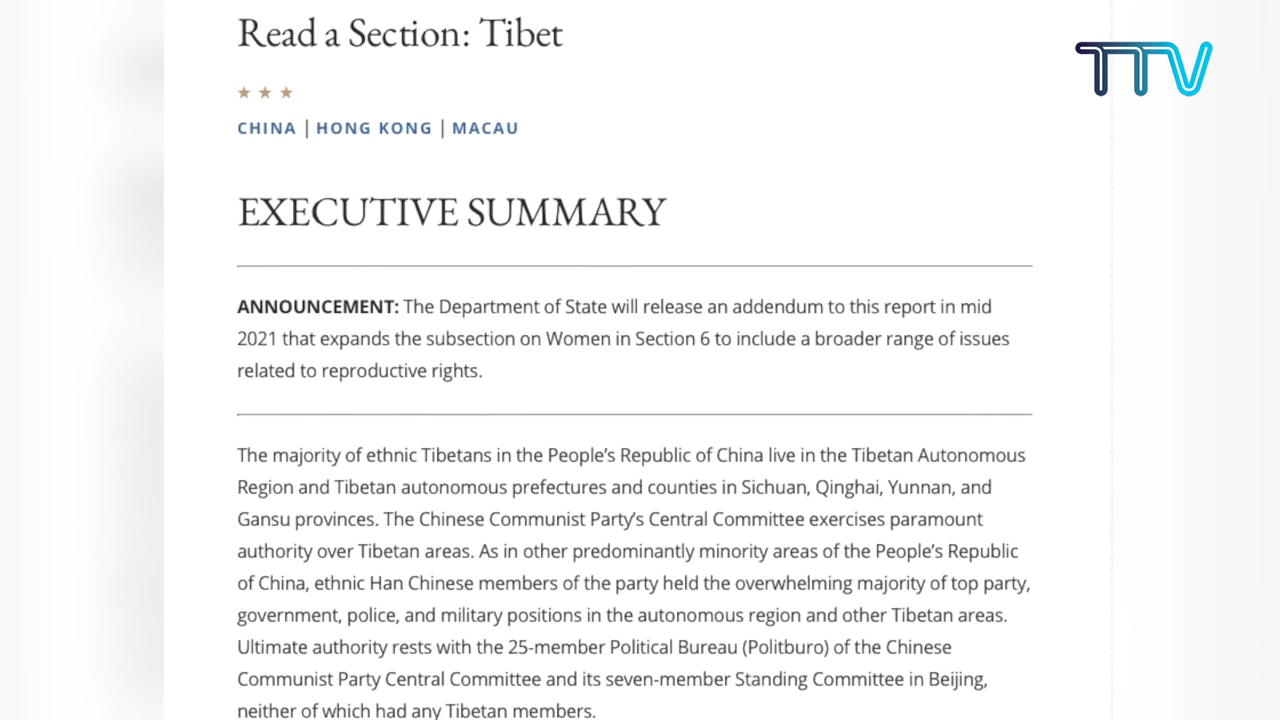 Read a Section: Tibet
TTV
★ ★ ★
CHINA | HONG KONG | MACAU
EXECUTIVE SUMMARY
ANNOUNCEMENT: The Department of State will release an addendum to this report in mid
2021 that expands the subsection on Women in Section 6 to include a broader range of issues
related to reproductive rights.
The majority of ethnic Tibetans in the People’s Republic of China live in the Tibetan Autonomous
Region and Tibetan autonomous prefectures and counties in Sichuan, Qinghai, Yunnan, and
Gansu provinces. The Chinese Communist Party’s Central Committee exercises paramount
authority over Tibetan areas. As in other predominantly minority areas of the People’s Republic
of China, ethnic Han Chinese members of the party held the overwhelming majority of top party,
government, police, and military positions in the autonomous region and other Tibetan areas.
Ultimate authority rests with the 25-member Political Bureau (Politburo) of the Chinese
Communist Party Central Committee and its seven-member Standing Committee in Beijing,
neither of which had any Tibetan members.